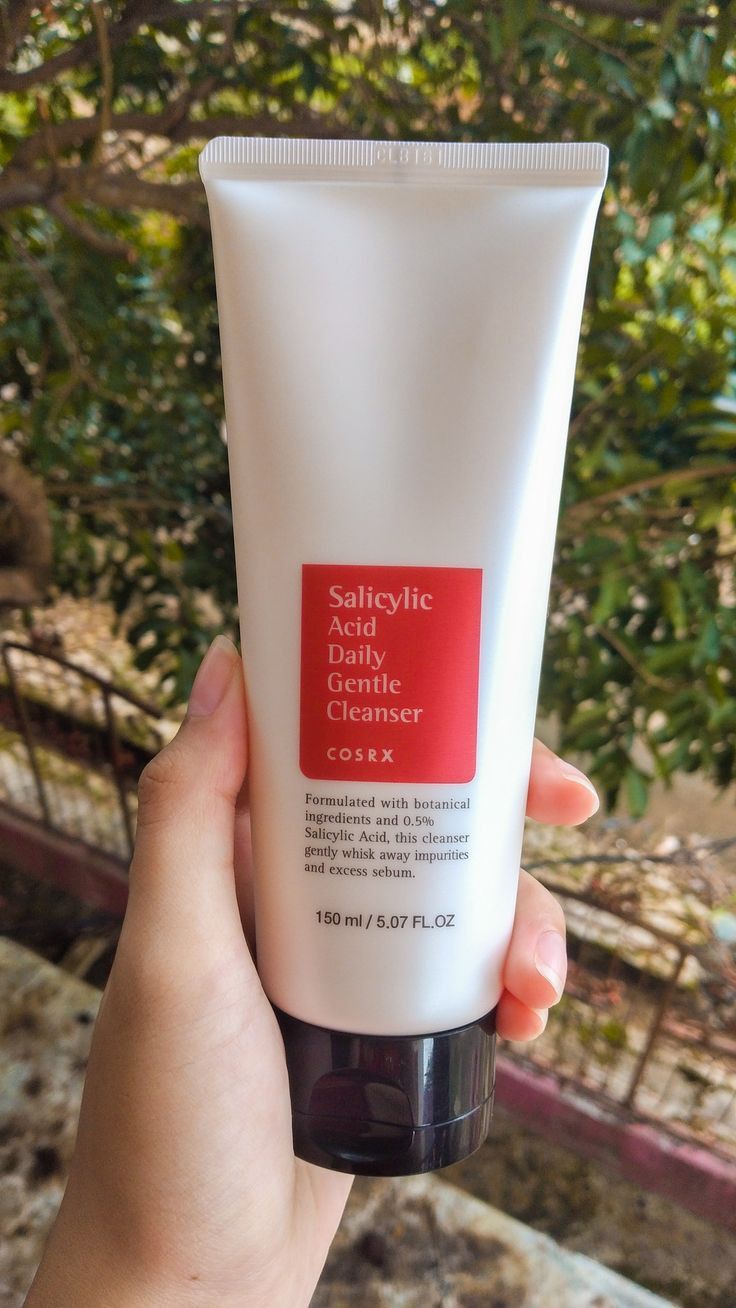 Salicylic
Acid
Daily
Gentle
Cleanser
COSRX
Formulated with botanical
ingredients and 0.5%
Salicylic Acid, this cleanser
gently whisk away impurities
and excess sebum.
150 ml / 5.07 FL.OZ